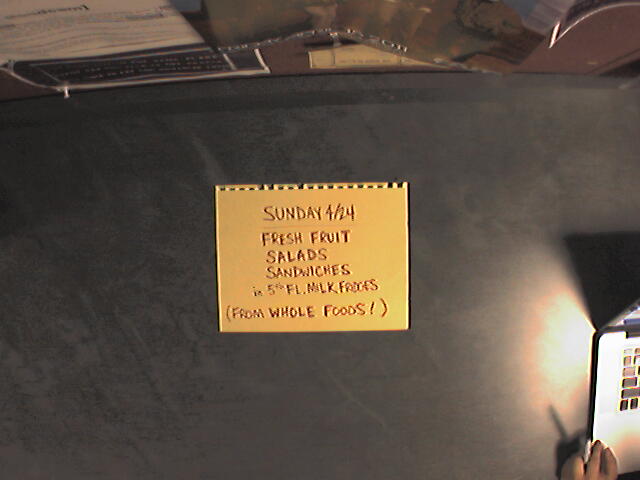 SUNDAY 4/24
FRESH FRUIT
SALADS
SANDWICHES
in 5th FL. MILK FRIDGES
(FROM WHOLE FOODS!)